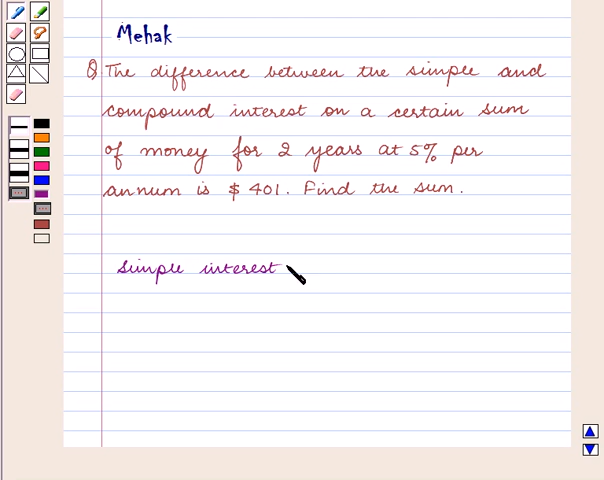 Mehak
Q The difference between the simple and
compound interest on a certain sum
of money for 2 years at 5% per
annum is $ 401. Find the sum.
Simple interest